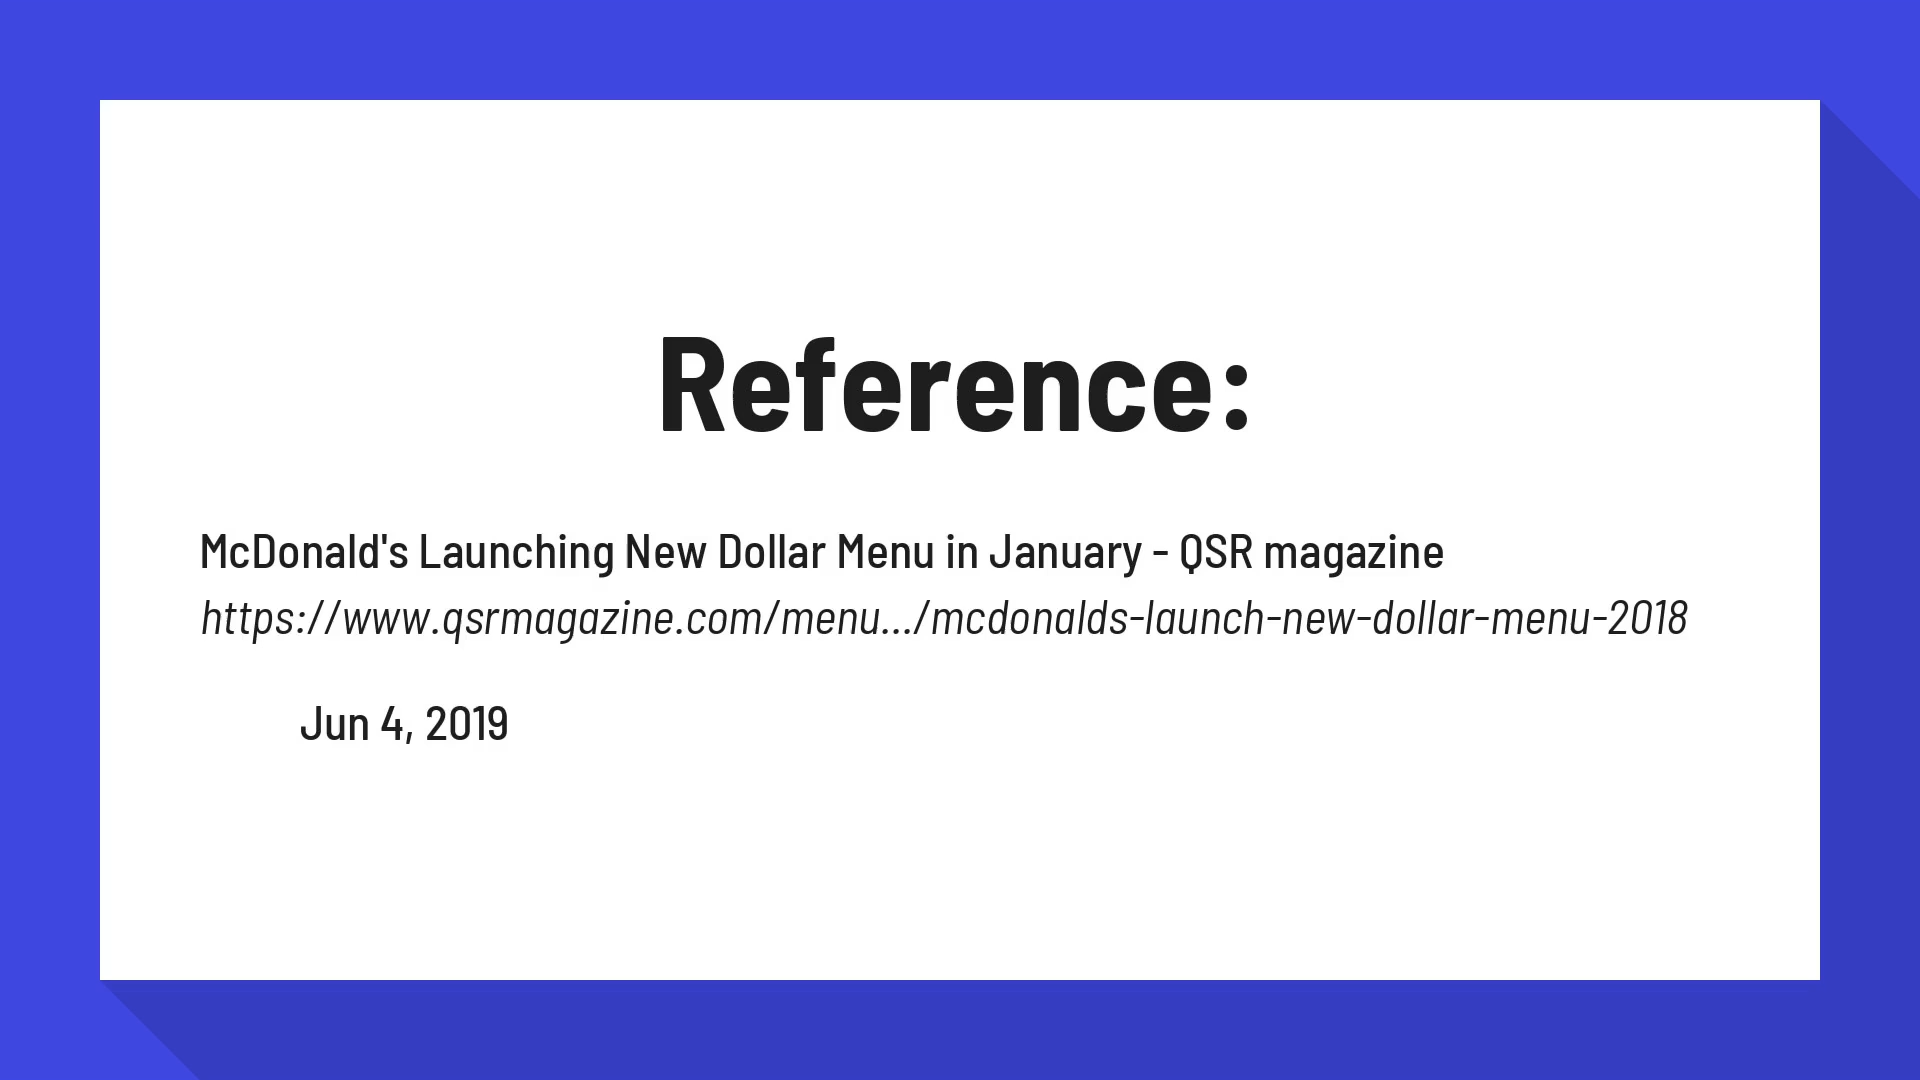 Reference:
McDonald's Launching New Dollar Menu in January - QSR magazine
https://www.qsrmagazine.com/menu.../mcdonalds-launch-new-dollar-menu-2018
Jun 4, 2019